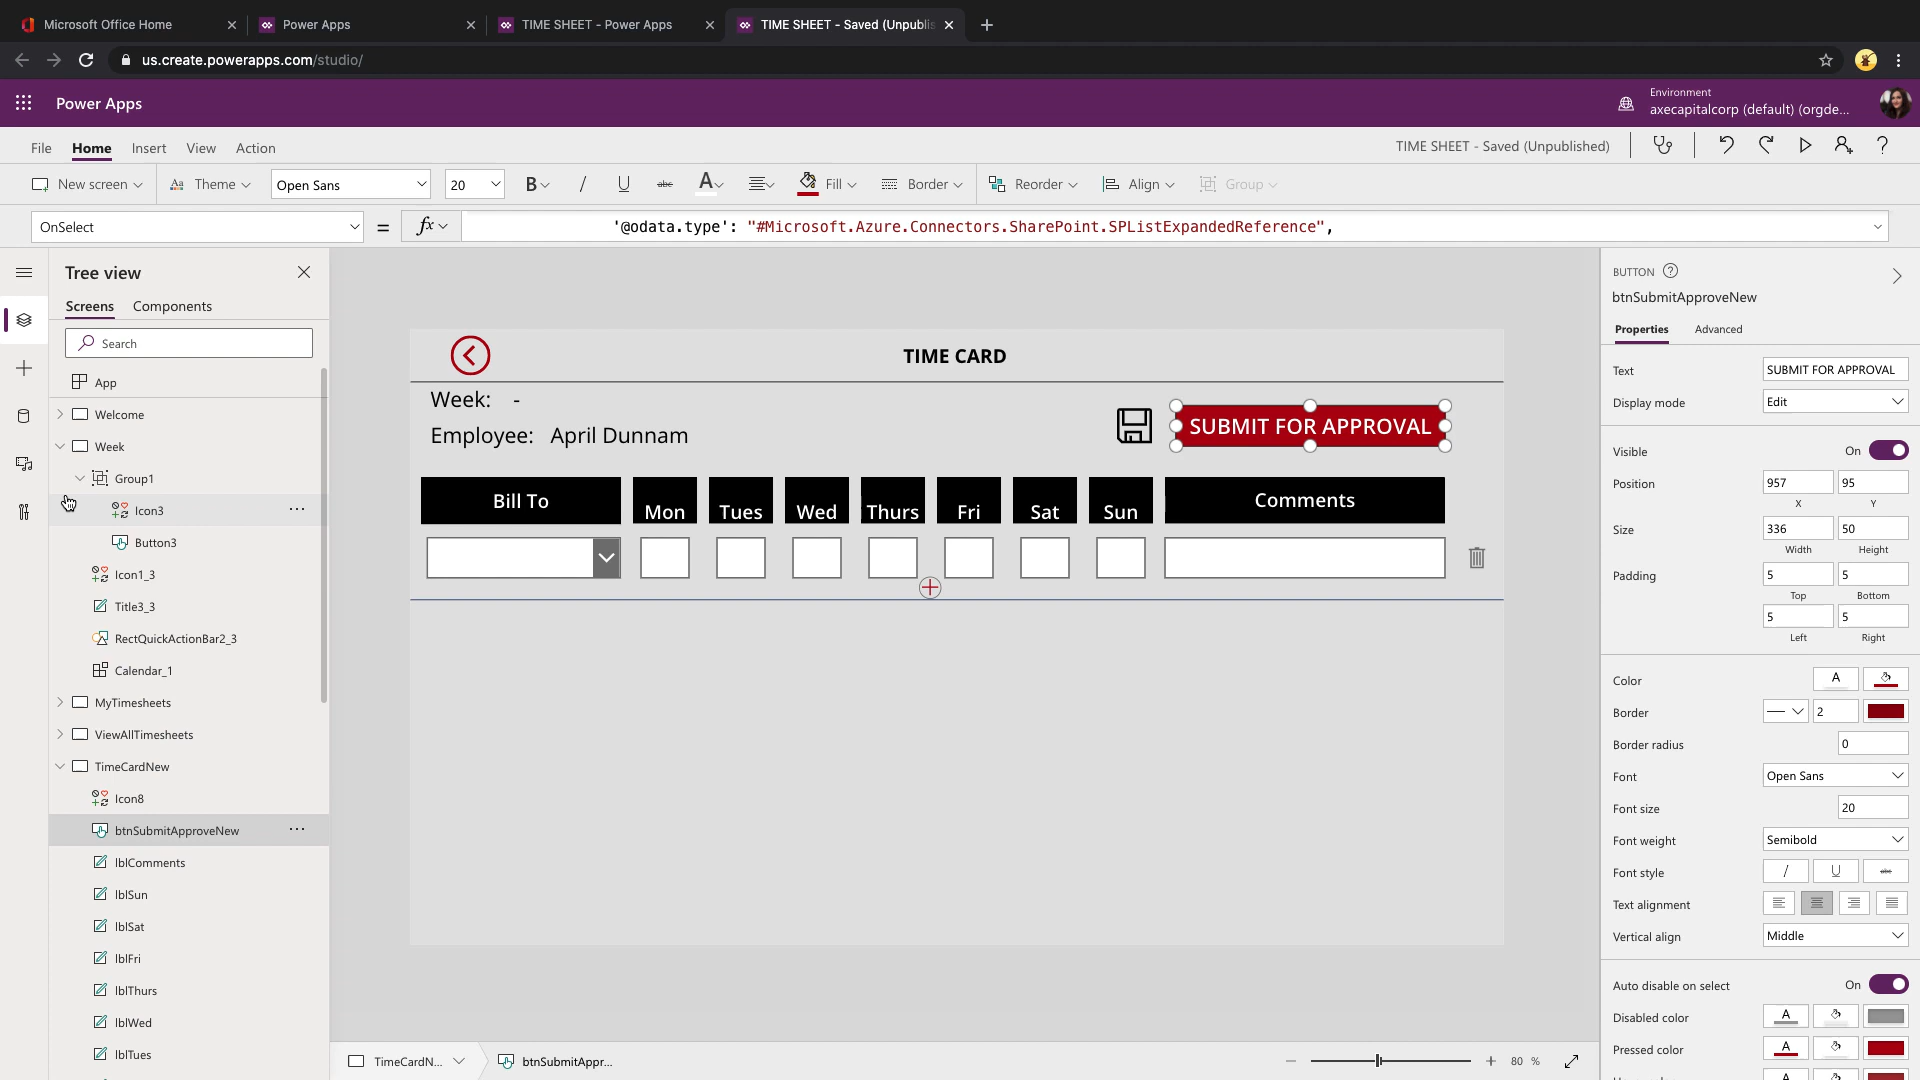 Microsoft Office Home
Power Apps
TIME SHEET - Power Apps
TIME SHEET - Saved (Unpublis
us.create.powerapps.com/studio/
Power Apps
Environment
axecapitalcorp (default) (orgde...
File
Home
Insert
View
Action
TIME SHEET - Saved (Unpublished)
New screen
Theme
Open Sans
20
B
/
U
abc
A
Fill
Border
Reorder
Align
Group
OnSelect
=
fx
'@odata.type': "#Microsoft.Azure.Connectors.SharePoint.SPListExpandedReference",
Tree view
Screens
Components
Search
App
Welcome
Week
Group1
Icon3
Button3
Icon1_3
Title3_3
RectQuickActionBar2_3
Calendar_1
MyTimesheets
ViewAllTimesheets
TimeCardNew
Icon8
btnSubmitApproveNew
lblComments
lblSun
lblSat
lblFri
lblThurs
lblWed
lblTues
TIME CARD
Week: -
Employee: April Dunnam
SUBMIT FOR APPROVAL
Bill To
Mon
Tues
Wed
Thurs
Fri
Sat
Sun
Comments
TimeCardN...
btnSubmitAppr...
80 %
BUTTON
btnSubmitApproveNew
Properties
Advanced
Text
SUBMIT FOR APPROVAL
Display mode
Edit
Visible
On
Position
957
95
X
Y
Size
336
50
Width
Height
Padding
5
5
Top
Bottom
5
5
Left
Right
Color
A
Border
2
Border radius
0
Font
Open Sans
Font size
20
Font weight
Semibold
Font style
/
U
abc
Text alignment
Vertical align
Middle
Auto disable on select
On
Disabled color
A
Pressed color
A